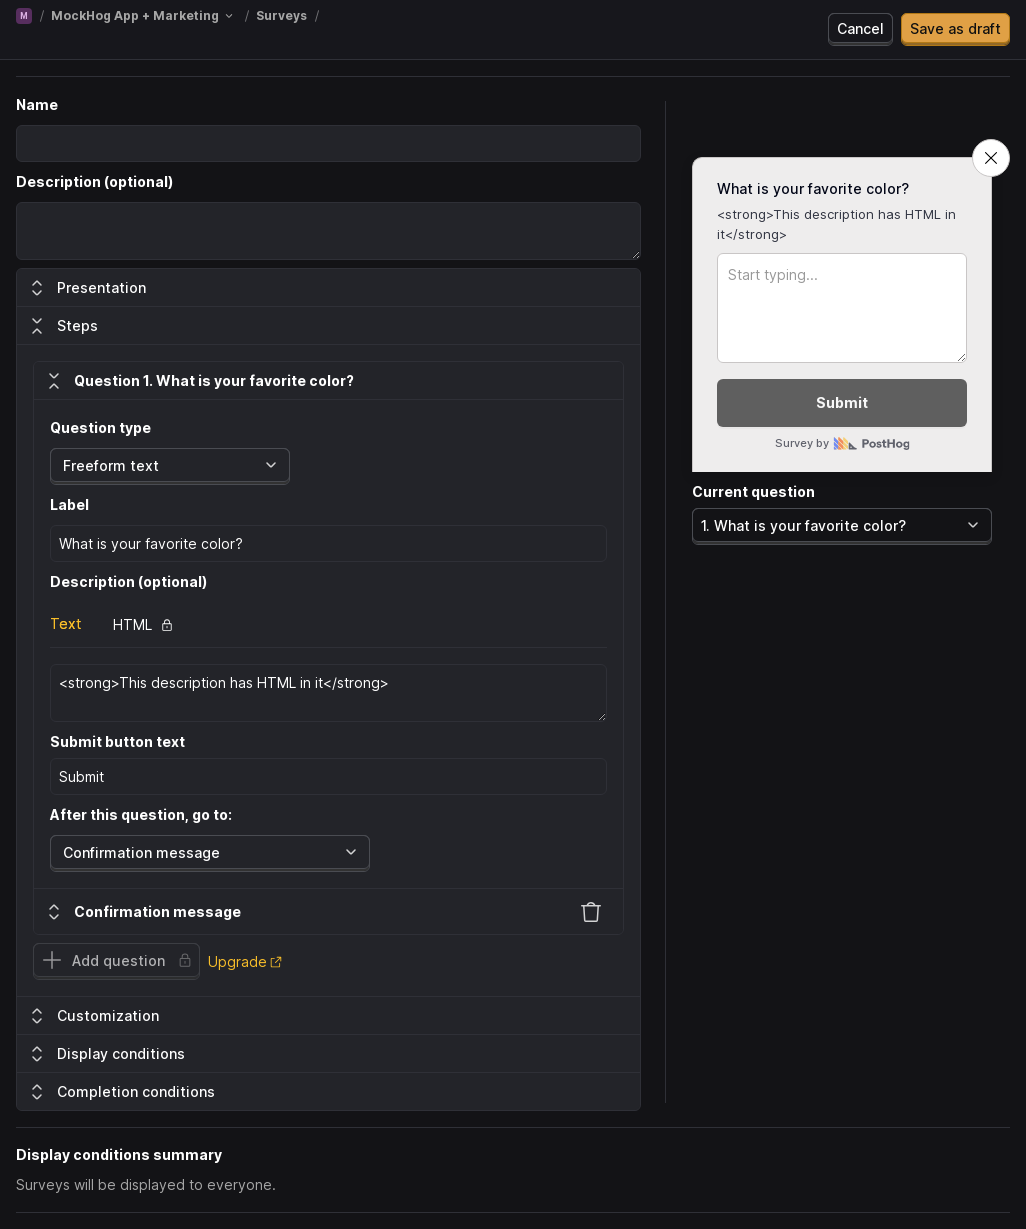 M / MockHog App + Marketing / Surveys /
Cancel
Save as draft
Name
Description (optional)
Presentation
Steps
Question 1. What is your favorite color?
Question type
Freeform text
Label
What is your favorite color?
Description (optional)
Text
HTML
<strong>This description has HTML in it</strong>
Submit button text
Submit
After this question, go to:
Confirmation message
Confirmation message
Add question
Upgrade
Customization
Display conditions
Completion conditions
What is your favorite color?
<strong>This description has HTML in
it</strong>
Start typing...
Submit
Survey by PostHog
Current question
1. What is your favorite color?
Display conditions summary
Surveys will be displayed to everyone.